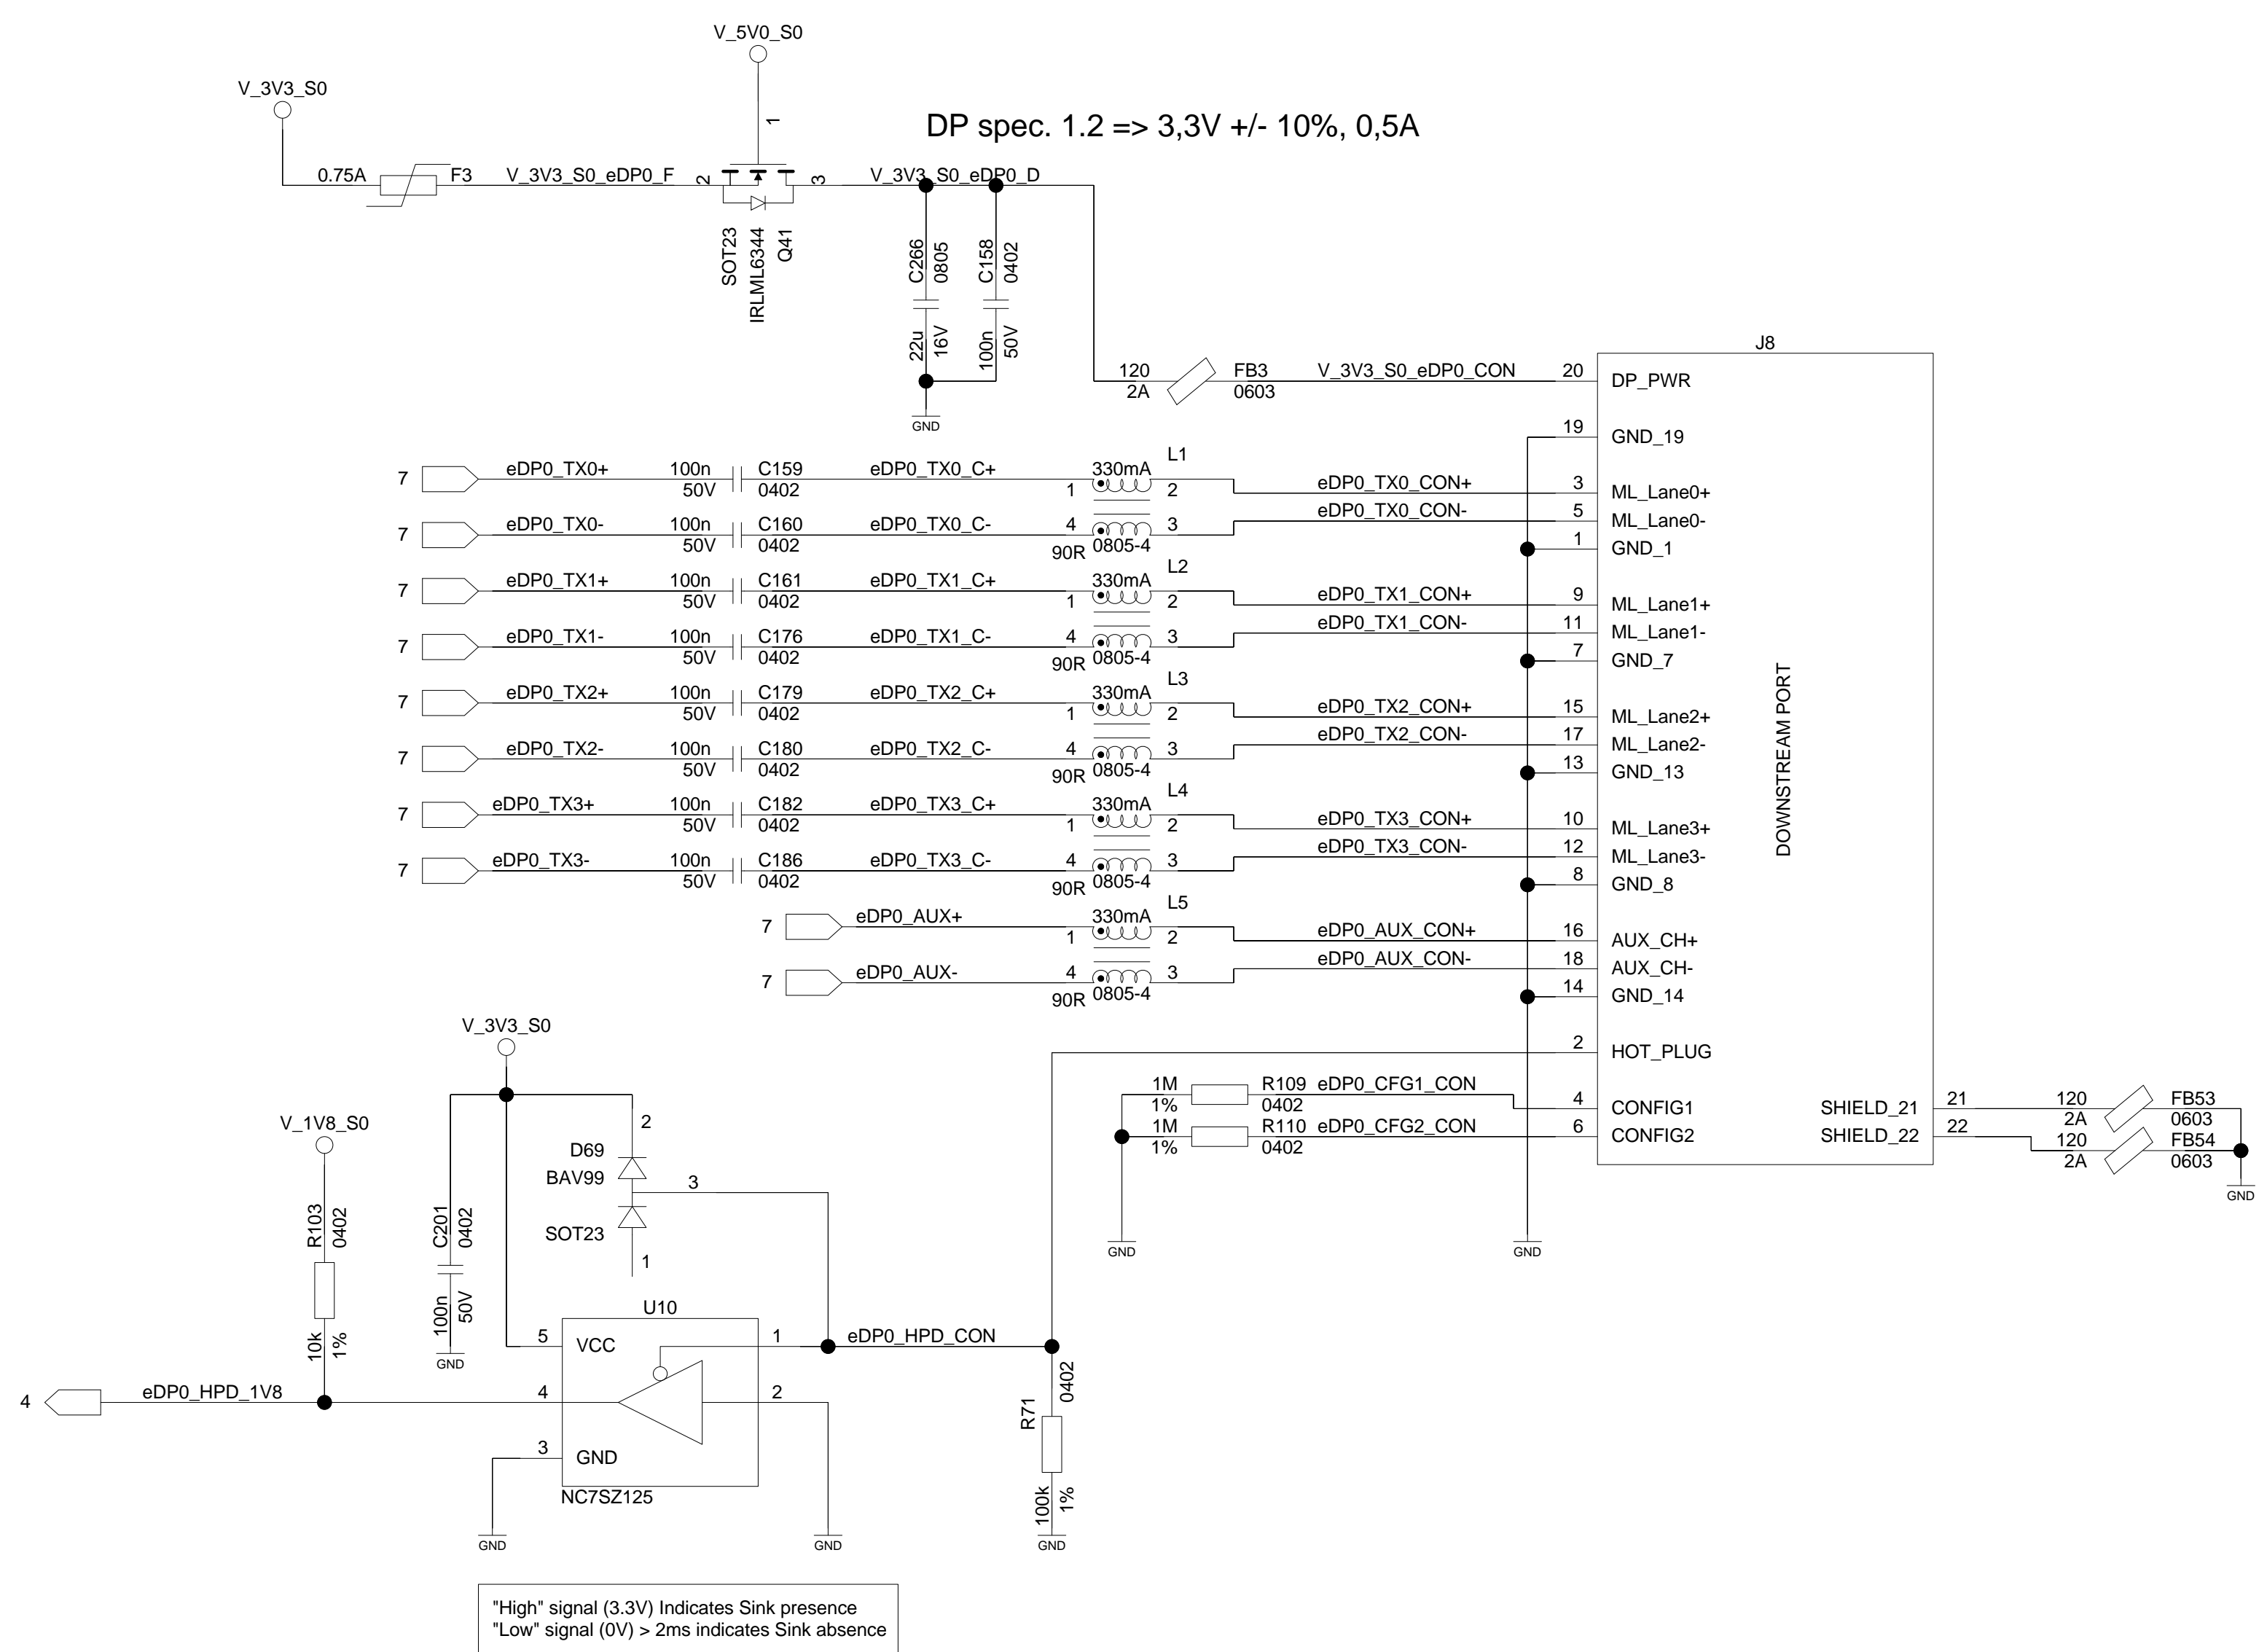 V_5V0_S0
V_3V3_S0
1
DP spec. 1.2 => 3,3V +/- 10%, 0,5A
0.75A F3 V_3V3_S0_eDP0_F 2 3 V_3V3_S0_eDP0_D
SOT23
IRLML6344
Q41
C266
0805
22u
16V
C158
0402
100n
50V
GND
J8
120 FB3 V_3V3_S0_eDP0_CON 20 DP_PWR
2A 0603
19 GND_19
7 eDP0_TX0+ 100n C159 eDP0_TX0_C+ 330mA L1
50V 0402 1 2 eDP0_TX0_CON+ 3 ML_Lane0+
7 eDP0_TX0- 100n C160 eDP0_TX0_C- 4 3 eDP0_TX0_CON- 5 ML_Lane0-
50V 0402 90R 0805-4 1 GND_1
7 eDP0_TX1+ 100n C161 eDP0_TX1_C+ 330mA L2
50V 0402 1 2 eDP0_TX1_CON+ 9 ML_Lane1+
7 eDP0_TX1- 100n C176 eDP0_TX1_C- 4 3 eDP0_TX1_CON- 11 ML_Lane1-
50V 0402 90R 0805-4 7 GND_7
7 eDP0_TX2+ 100n C179 eDP0_TX2_C+ 330mA L3
50V 0402 1 2 eDP0_TX2_CON+ 15 ML_Lane2+
7 eDP0_TX2- 100n C180 eDP0_TX2_C- 4 3 eDP0_TX2_CON- 17 ML_Lane2-
50V 0402 90R 0805-4 13 GND_13
7 eDP0_TX3+ 100n C182 eDP0_TX3_C+ 330mA L4
50V 0402 1 2 eDP0_TX3_CON+ 10 ML_Lane3+
7 eDP0_TX3- 100n C186 eDP0_TX3_C- 4 3 eDP0_TX3_CON- 12 ML_Lane3-
50V 0402 90R 0805-4 8 GND_8
7 eDP0_AUX+ 330mA L5
1 2 eDP0_AUX_CON+ 16 AUX_CH+
7 eDP0_AUX- 4 3 eDP0_AUX_CON- 18 AUX_CH-
90R 0805-4 14 GND_14
DOWNSTREAM PORT
2 HOT_PLUG
1M R109 eDP0_CFG1_CON 4 CONFIG1
1% 0402
1M R110 eDP0_CFG2_CON 6 CONFIG2
1% 0402
SHIELD_21 21 120 FB53
2A 0603
SHIELD_22 22 120 FB54
2A 0603
GND
GND
GND
V_3V3_S0
V_1V8_S0
R103
0402
10k
1%
C201
0402
100n
50V
GND
2
D69
BAV99
3
SOT23
1
U10
5 VCC 1 eDP0_HPD_CON
4 eDP0_HPD_1V8 4 2
3 GND
NC7SZ125
0402
R71
100k
1%
GND
GND
GND
"High" signal (3.3V) Indicates Sink presence
"Low" signal (0V) > 2ms indicates Sink absence